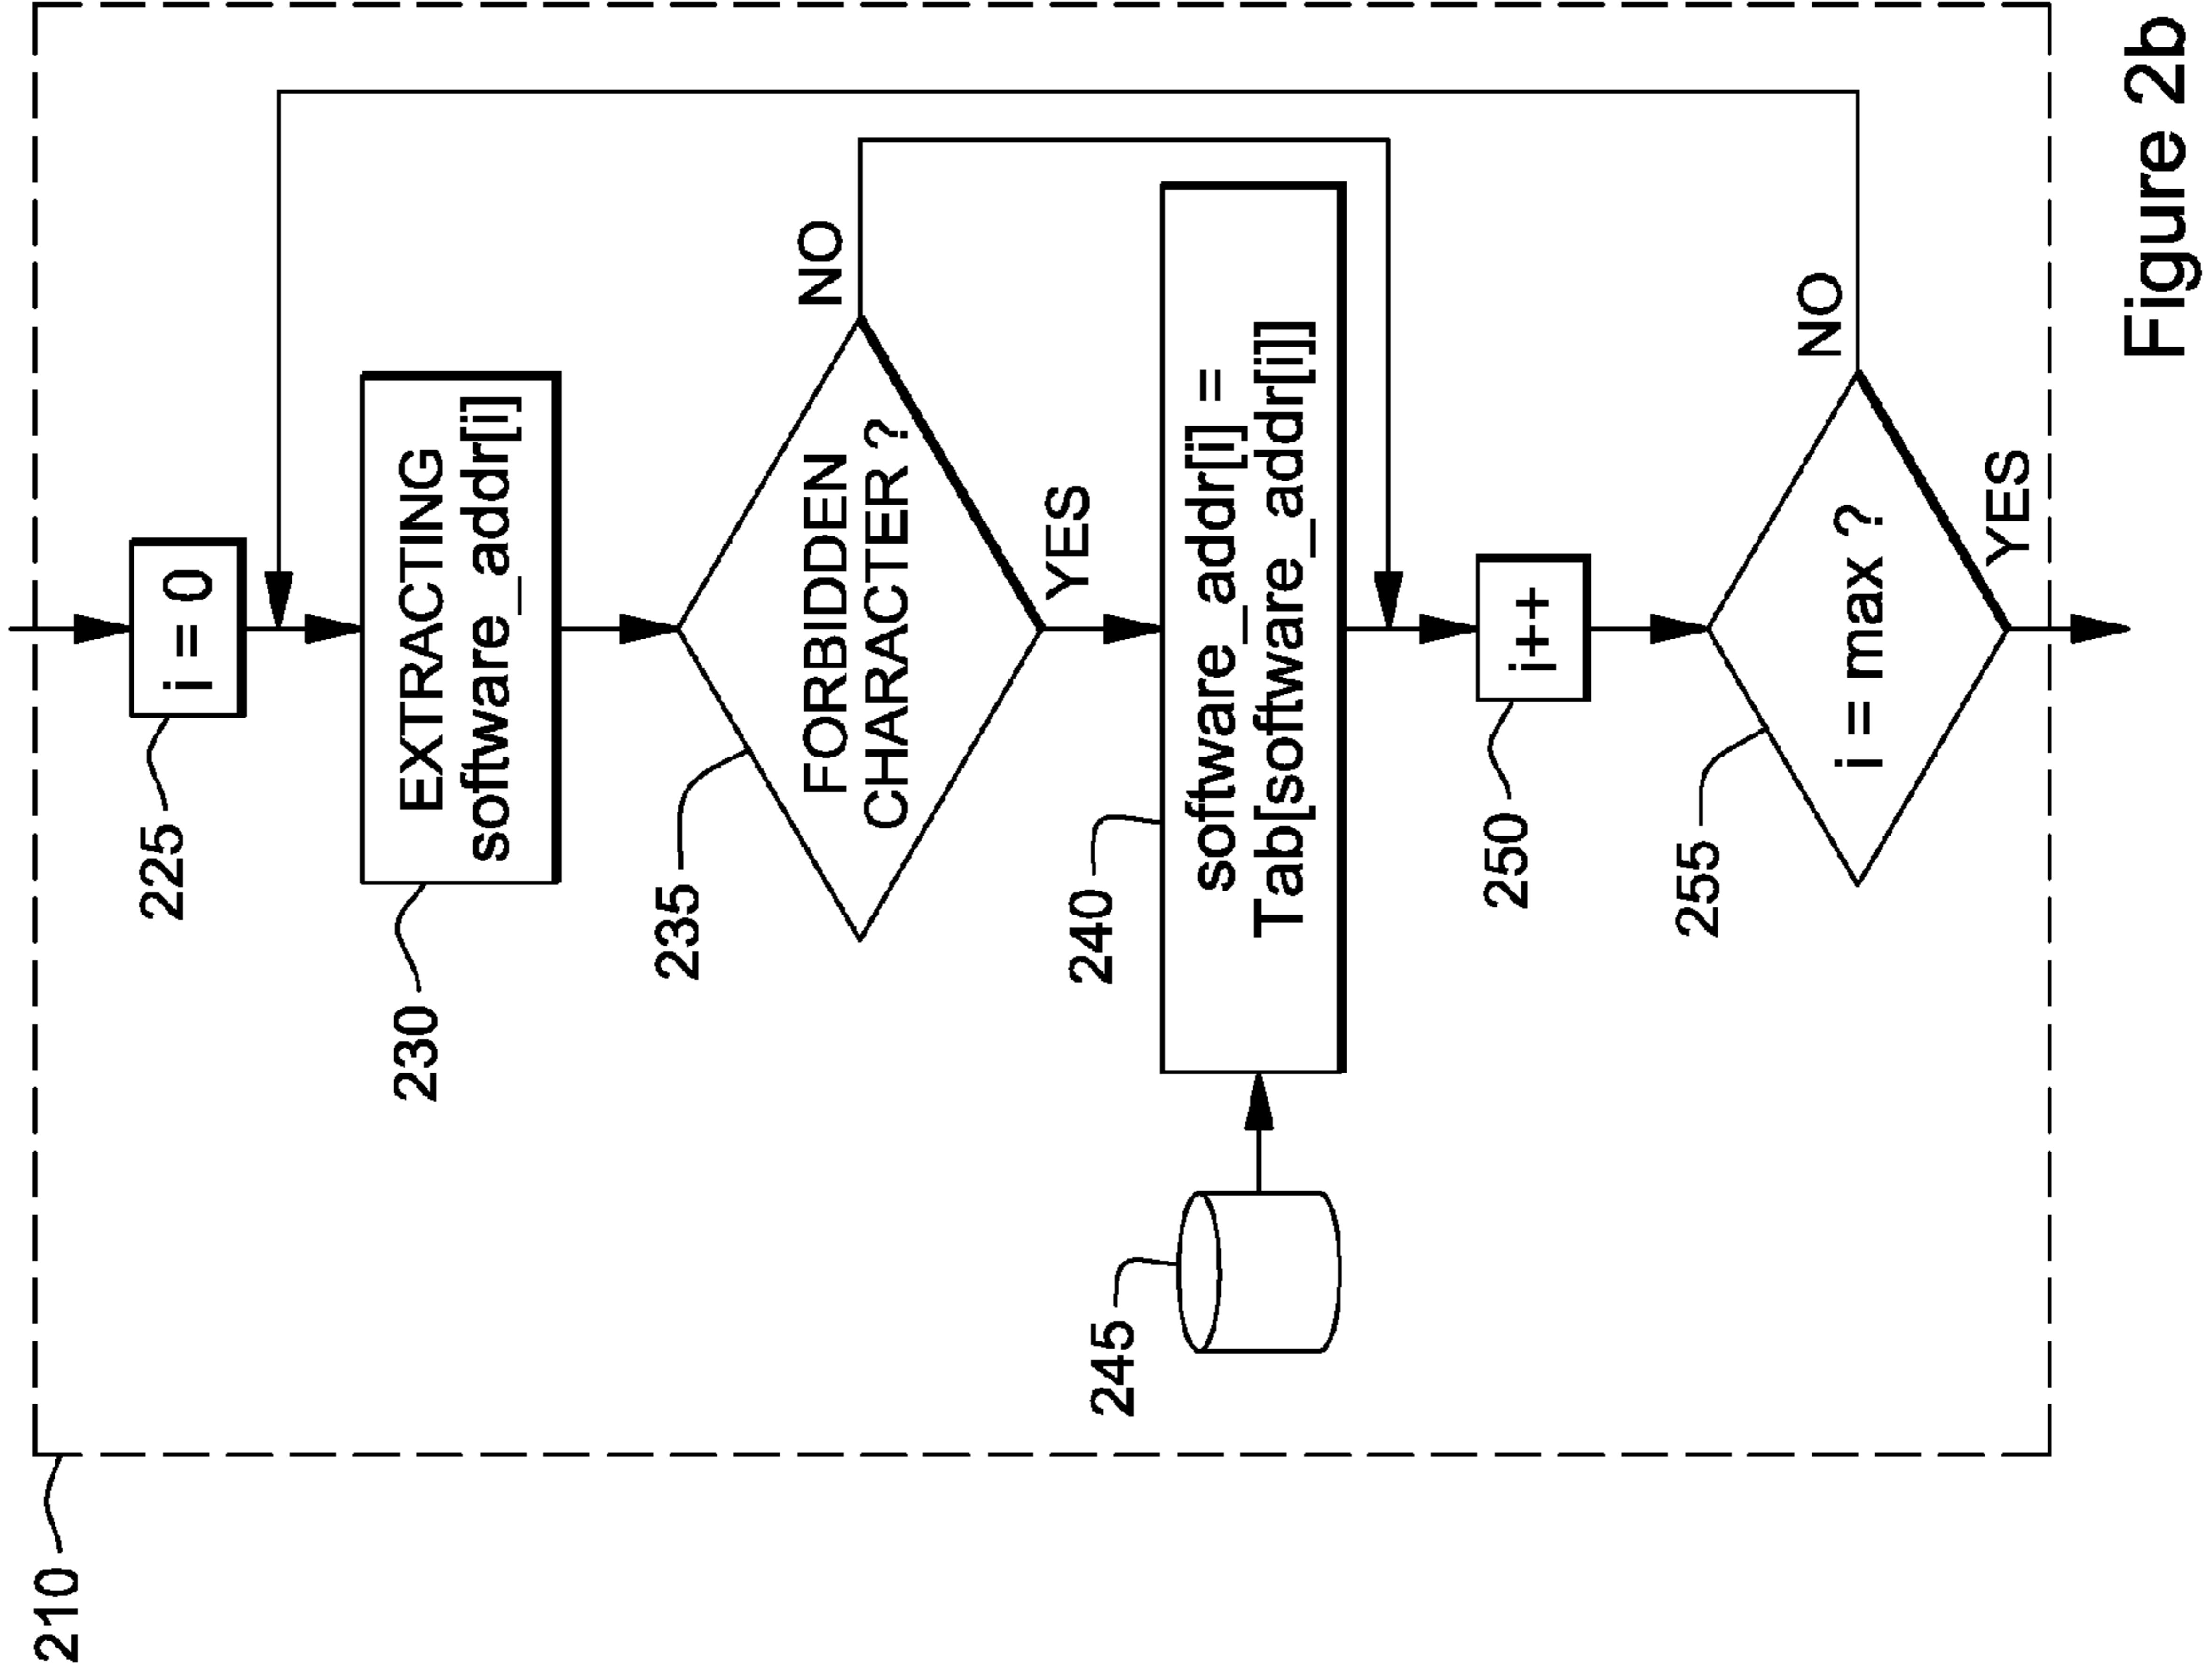 210
225
i = 0
230
EXTRACTING
software_addr[i]
235
FORBIDDEN
CHARACTER ?
NO
YES
240
software_addr[i] =
Tab[software_addr[i]]
245
250
i++
255
i = max ?
NO
YES
Figure 2b